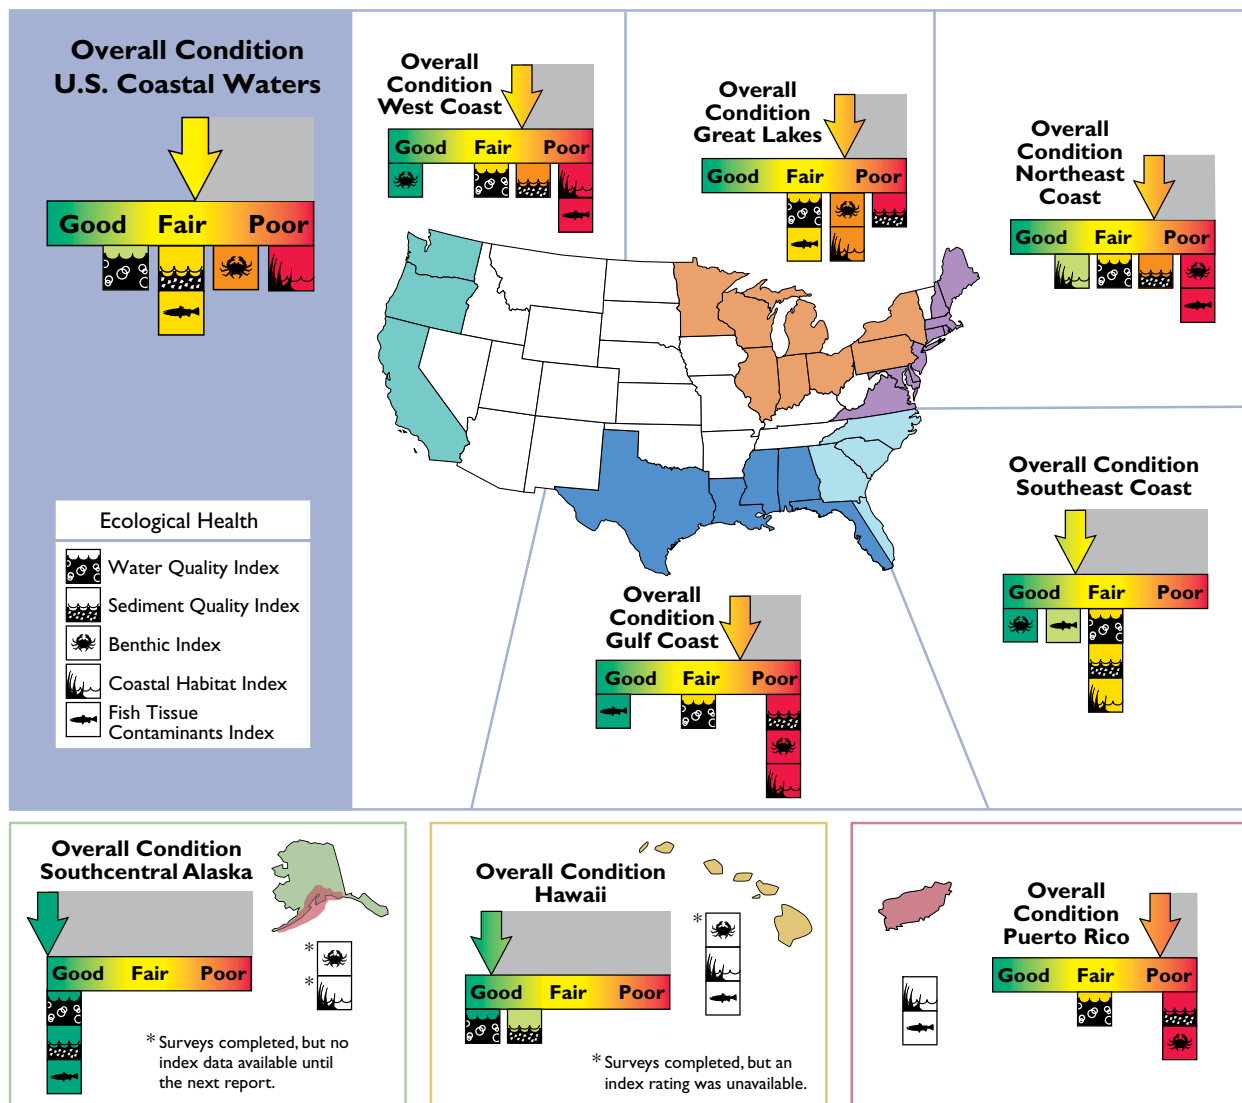 Overall Condition
U.S. Coastal Waters
Good Fair Poor
Ecological Health
Water Quality Index
Sediment Quality Index
Benthic Index
Coastal Habitat Index
Fish Tissue
Contaminants Index
Overall
Condition
West Coast
Good Fair Poor
Overall
Condition
Great Lakes
Good Fair Poor
Overall
Condition
Northeast
Coast
Good Fair Poor
Overall Condition
Southeast Coast
Good Fair Poor
Overall
Condition
Gulf Coast
Good Fair Poor
Overall Condition
Southcentral Alaska
Good Fair Poor
*
*
* Surveys completed, but no
index data available until
the next report.
Overall Condition
Hawaii
Good Fair Poor
*
* Surveys completed, but an
index rating was unavailable.
Overall
Condition
Puerto Rico
Good Fair Poor